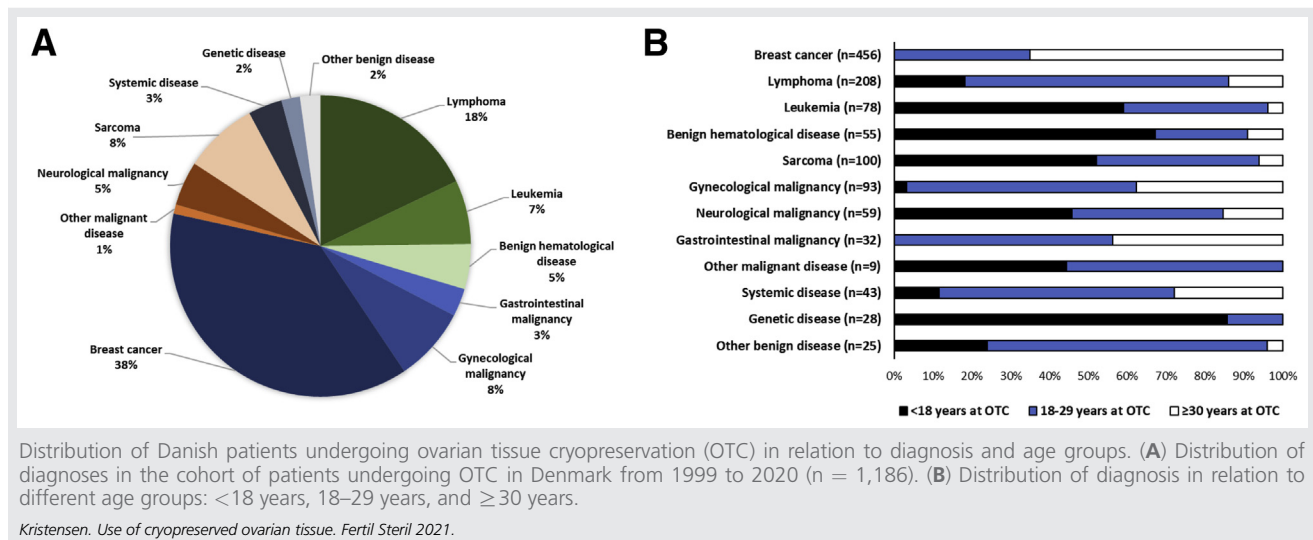 A
Genetic disease
2%
Other benign disease
2%
Systemic disease
3%
Lymphoma
18%
Sarcoma
8%
Neurological malignancy
5%
Leukemia
7%
Other malignant
disease
1%
Benign hematological
disease
5%
Gastrointestinal
malignancy
3%
Breast cancer
38%
Gynecological
malignancy
8%
B
Breast cancer (n=456)
Lymphoma (n=208)
Leukemia (n=78)
Benign hematological disease (n=55)
Sarcoma (n=100)
Gynecological malignancy (n=93)
Neurological malignancy (n=59)
Gastrointestinal malignancy (n=32)
Other malignant disease (n=9)
Systemic disease (n=43)
Genetic disease (n=28)
Other benign disease (n=25)
0% 10% 20% 30% 40% 50% 60% 70% 80% 90% 100%
<18 years at OTC 18-29 years at OTC ≥30 years at OTC
Distribution of Danish patients undergoing ovarian tissue cryopreservation (OTC) in relation to diagnosis and age groups. (A) Distribution of
diagnoses in the cohort of patients undergoing OTC in Denmark from 1999 to 2020 (n = 1,186). (B) Distribution of diagnosis in relation to
different age groups: <18 years, 18–29 years, and ≥30 years.
Kristensen. Use of cryopreserved ovarian tissue. Fertil Steril 2021.